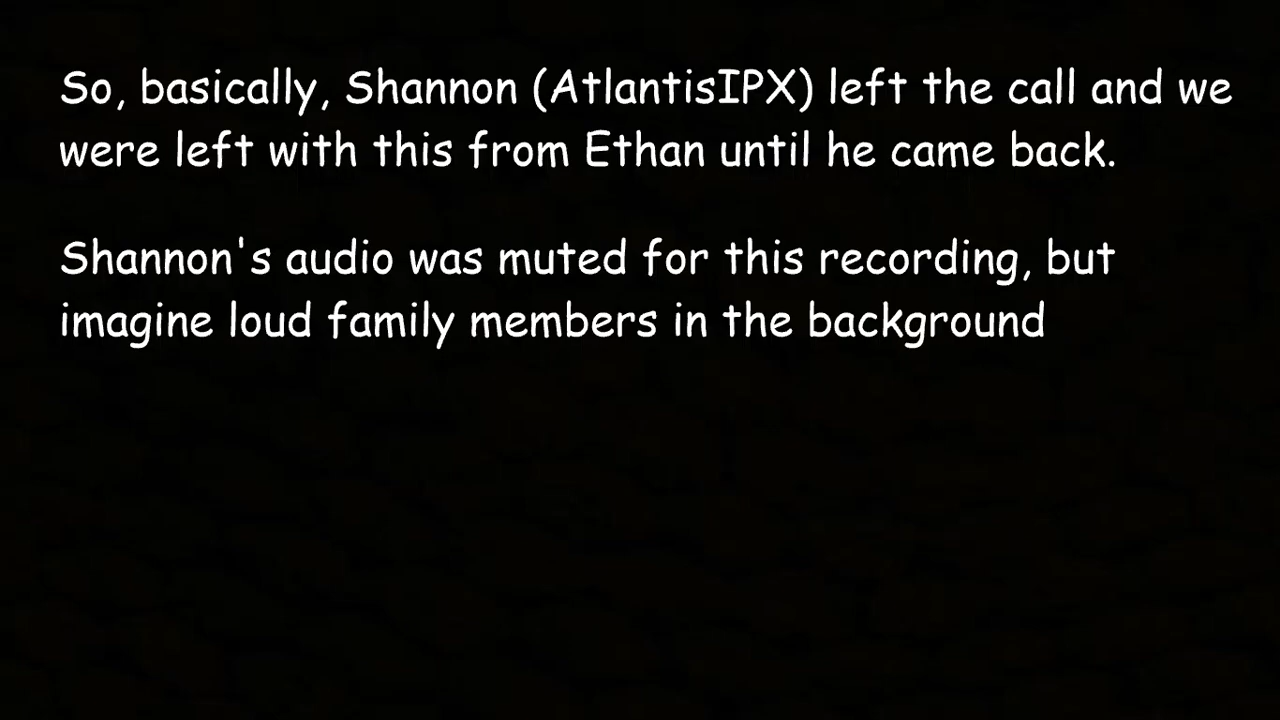 So, basically, Shannon (AtlantisIPX) left the call and we
were left with this from Ethan until he came back.
Shannon's audio was muted for this recording, but
imagine loud family members in the background